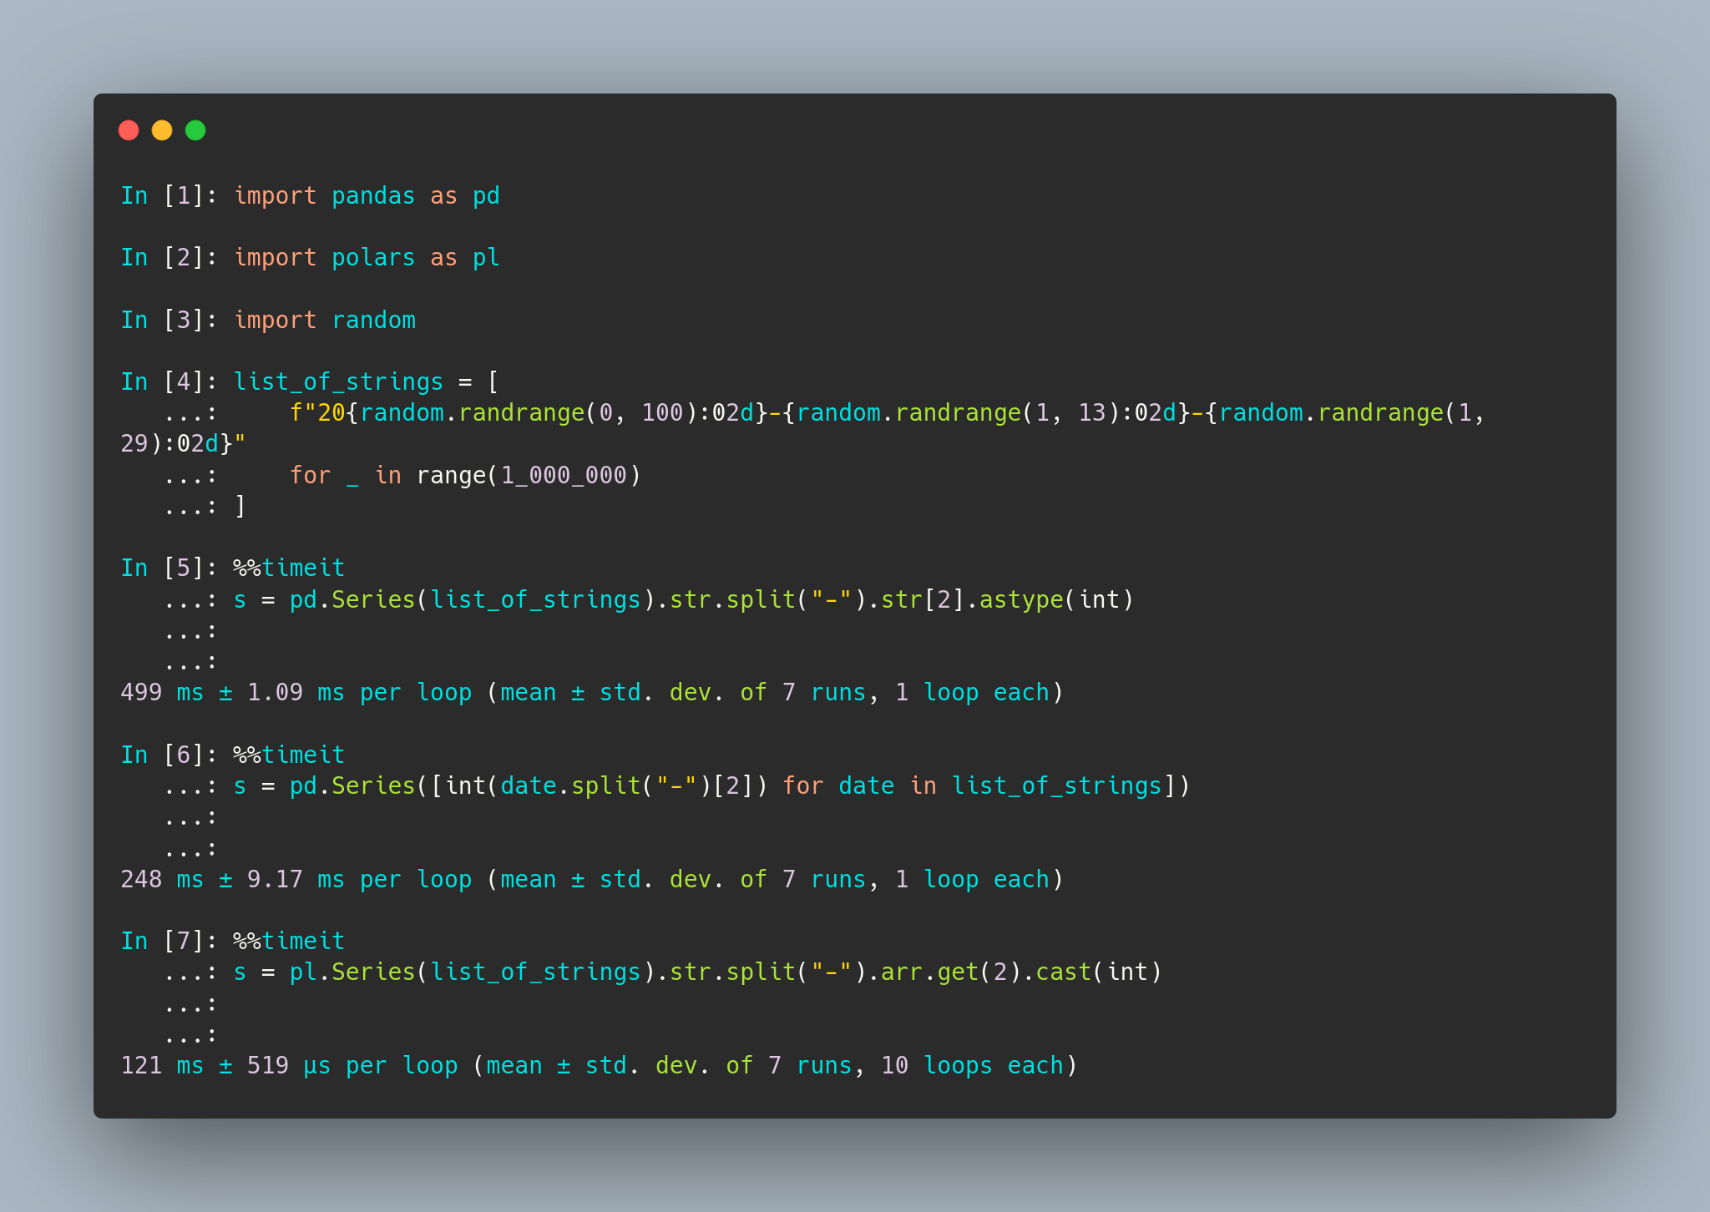 In [1]: import pandas as pd
In [2]: import polars as pl
In [3]: import random
In [4]: list_of_strings = [
   ...:     f"20{random.randrange(0, 100):02d}-{random.randrange(1, 13):02d}-{random.randrange(1,
29):02d}"
   ...:     for _ in range(1_000_000)
   ...: ]
In [5]: %%timeit
   ...: s = pd.Series(list_of_strings).str.split("-").str[2].astype(int)
   ...:
   ...:
499 ms ± 1.09 ms per loop (mean ± std. dev. of 7 runs, 1 loop each)
In [6]: %%timeit
   ...: s = pd.Series([int(date.split("-")[2]) for date in list_of_strings])
   ...:
   ...:
248 ms ± 9.17 ms per loop (mean ± std. dev. of 7 runs, 1 loop each)
In [7]: %%timeit
   ...: s = pl.Series(list_of_strings).str.split("-").arr.get(2).cast(int)
   ...:
   ...:
121 ms ± 519 µs per loop (mean ± std. dev. of 7 runs, 10 loops each)